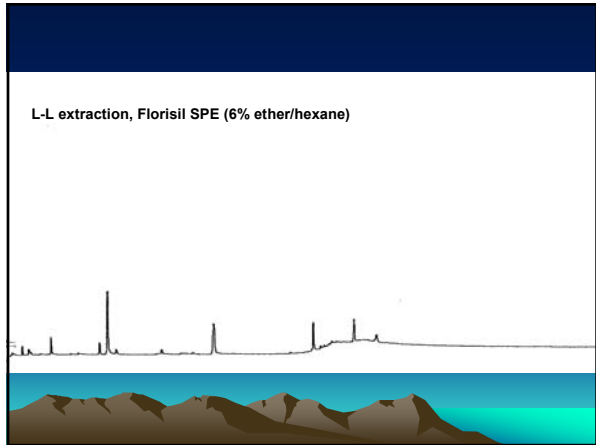 L-L extraction, Florisil SPE (6% ether/hexane)